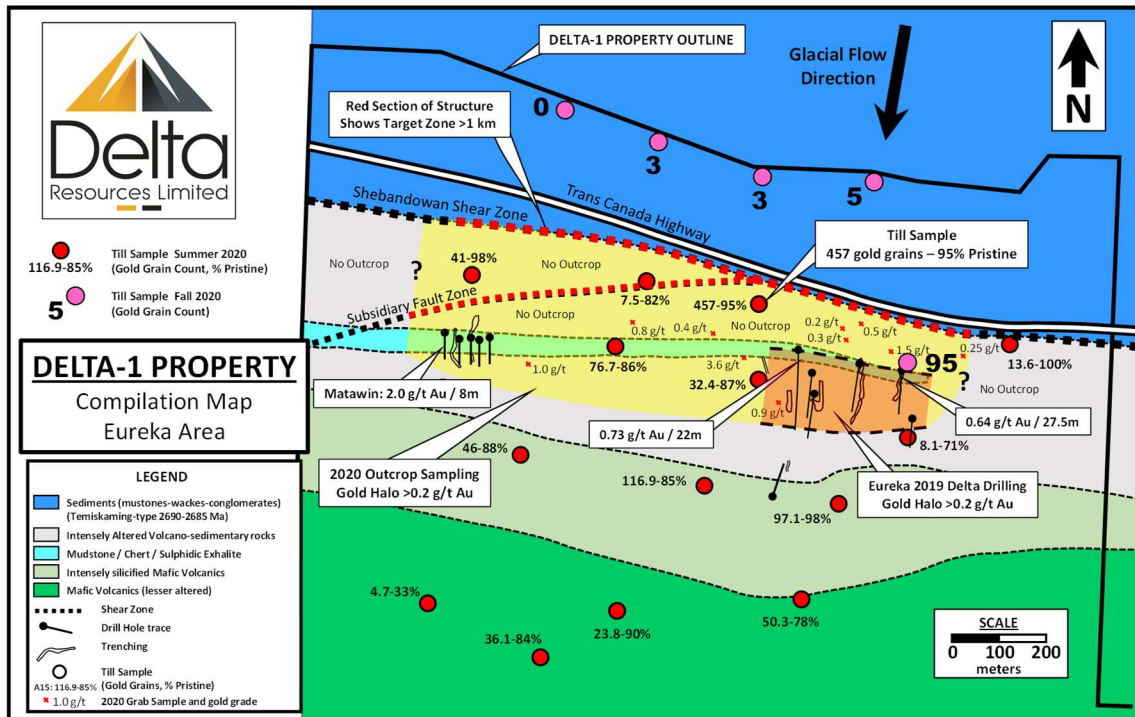 Delta
Resources Limited
116.9-85%
Till Sample Summer 2020
(Gold Grain Count, % Pristine)
5
Till Sample Fall 2020
(Gold Grain Count)
DELTA-1 PROPERTY
Compilation Map
Eureka Area
LEGEND
Sediments (mustones-wackes-conglomerates)
(Temiskaming-type 2690-2685 Ma)
Intensely Altered Volcano-sedimentary rocks
Mudstone / Chert / Sulphidic Exhalite
Intensely silicified Mafic Volcanics
Mafic Volcanics (lesser altered)
Shear Zone
Drill Hole trace
Trenching
Till Sample
A15: 116.9-85% (Gold Grains, % Pristine)
1.0 g/t 2020 Grab Sample and gold grade
DELTA-1 PROPERTY OUTLINE
Glacial Flow
Direction
N
Red Section of Structure
Shows Target Zone >1 km
0
3
3
5
Trans Canada Highway
Shebandowan Shear Zone
Till Sample
457 gold grains – 95% Pristine
No Outcrop
?
41-98%
No Outcrop
7.5-82%
457-95%
Subsidiary Fault Zone
No Outcrop
0.8 g/t
0.4 g/t
No Outcrop
0.2 g/t
0.3 g/t
0.5 g/t
1.5 g/t
0.25 g/t
13.6-100%
95
?
No Outcrop
1.0 g/t
76.7-86%
3.6 g/t
32.4-87%
0.9 g/t
Matawin: 2.0 g/t Au / 8m
0.73 g/t Au / 22m
0.64 g/t Au / 27.5m
8.1-71%
46-88%
2020 Outcrop Sampling
Gold Halo >0.2 g/t Au
116.9-85%
Eureka 2019 Delta Drilling
Gold Halo >0.2 g/t Au
97.1-98%
4.7-33%
36.1-84%
23.8-90%
50.3-78%
SCALE
0 100 200
meters